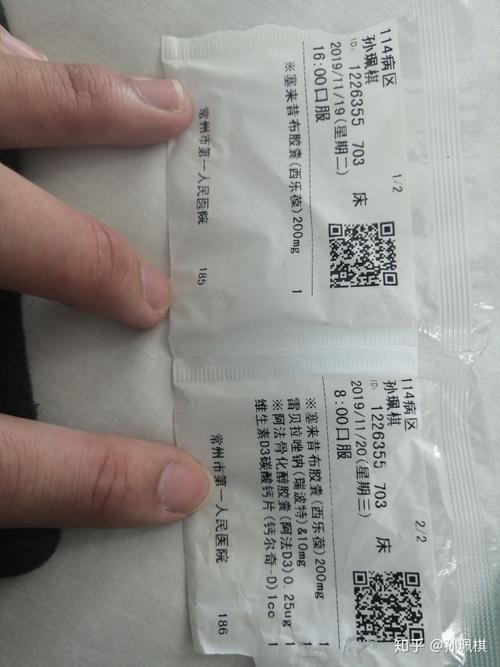 114病区
孙珮棋
ID: 1226355 703 床
2019/11/19(星期二)
16:00口服
1/2
※塞来昔布胶囊(西乐葆)200mg 1
常州市第一人民医院 185
114病区
孙珮棋
ID: 1226355 703 床
2019/11/20(星期三)
8:00口服
2/2
※塞来昔布胶囊(西乐葆)200mg 1
雷贝拉唑钠(瑞波特)&10mg 1
※阿法骨化醇胶囊(阿法D3)0.25ug 1
维生素D3碳酸钙片(钙尔奇-D)1co 1
常州市第一人民医院 186
知乎 @孙珮棋